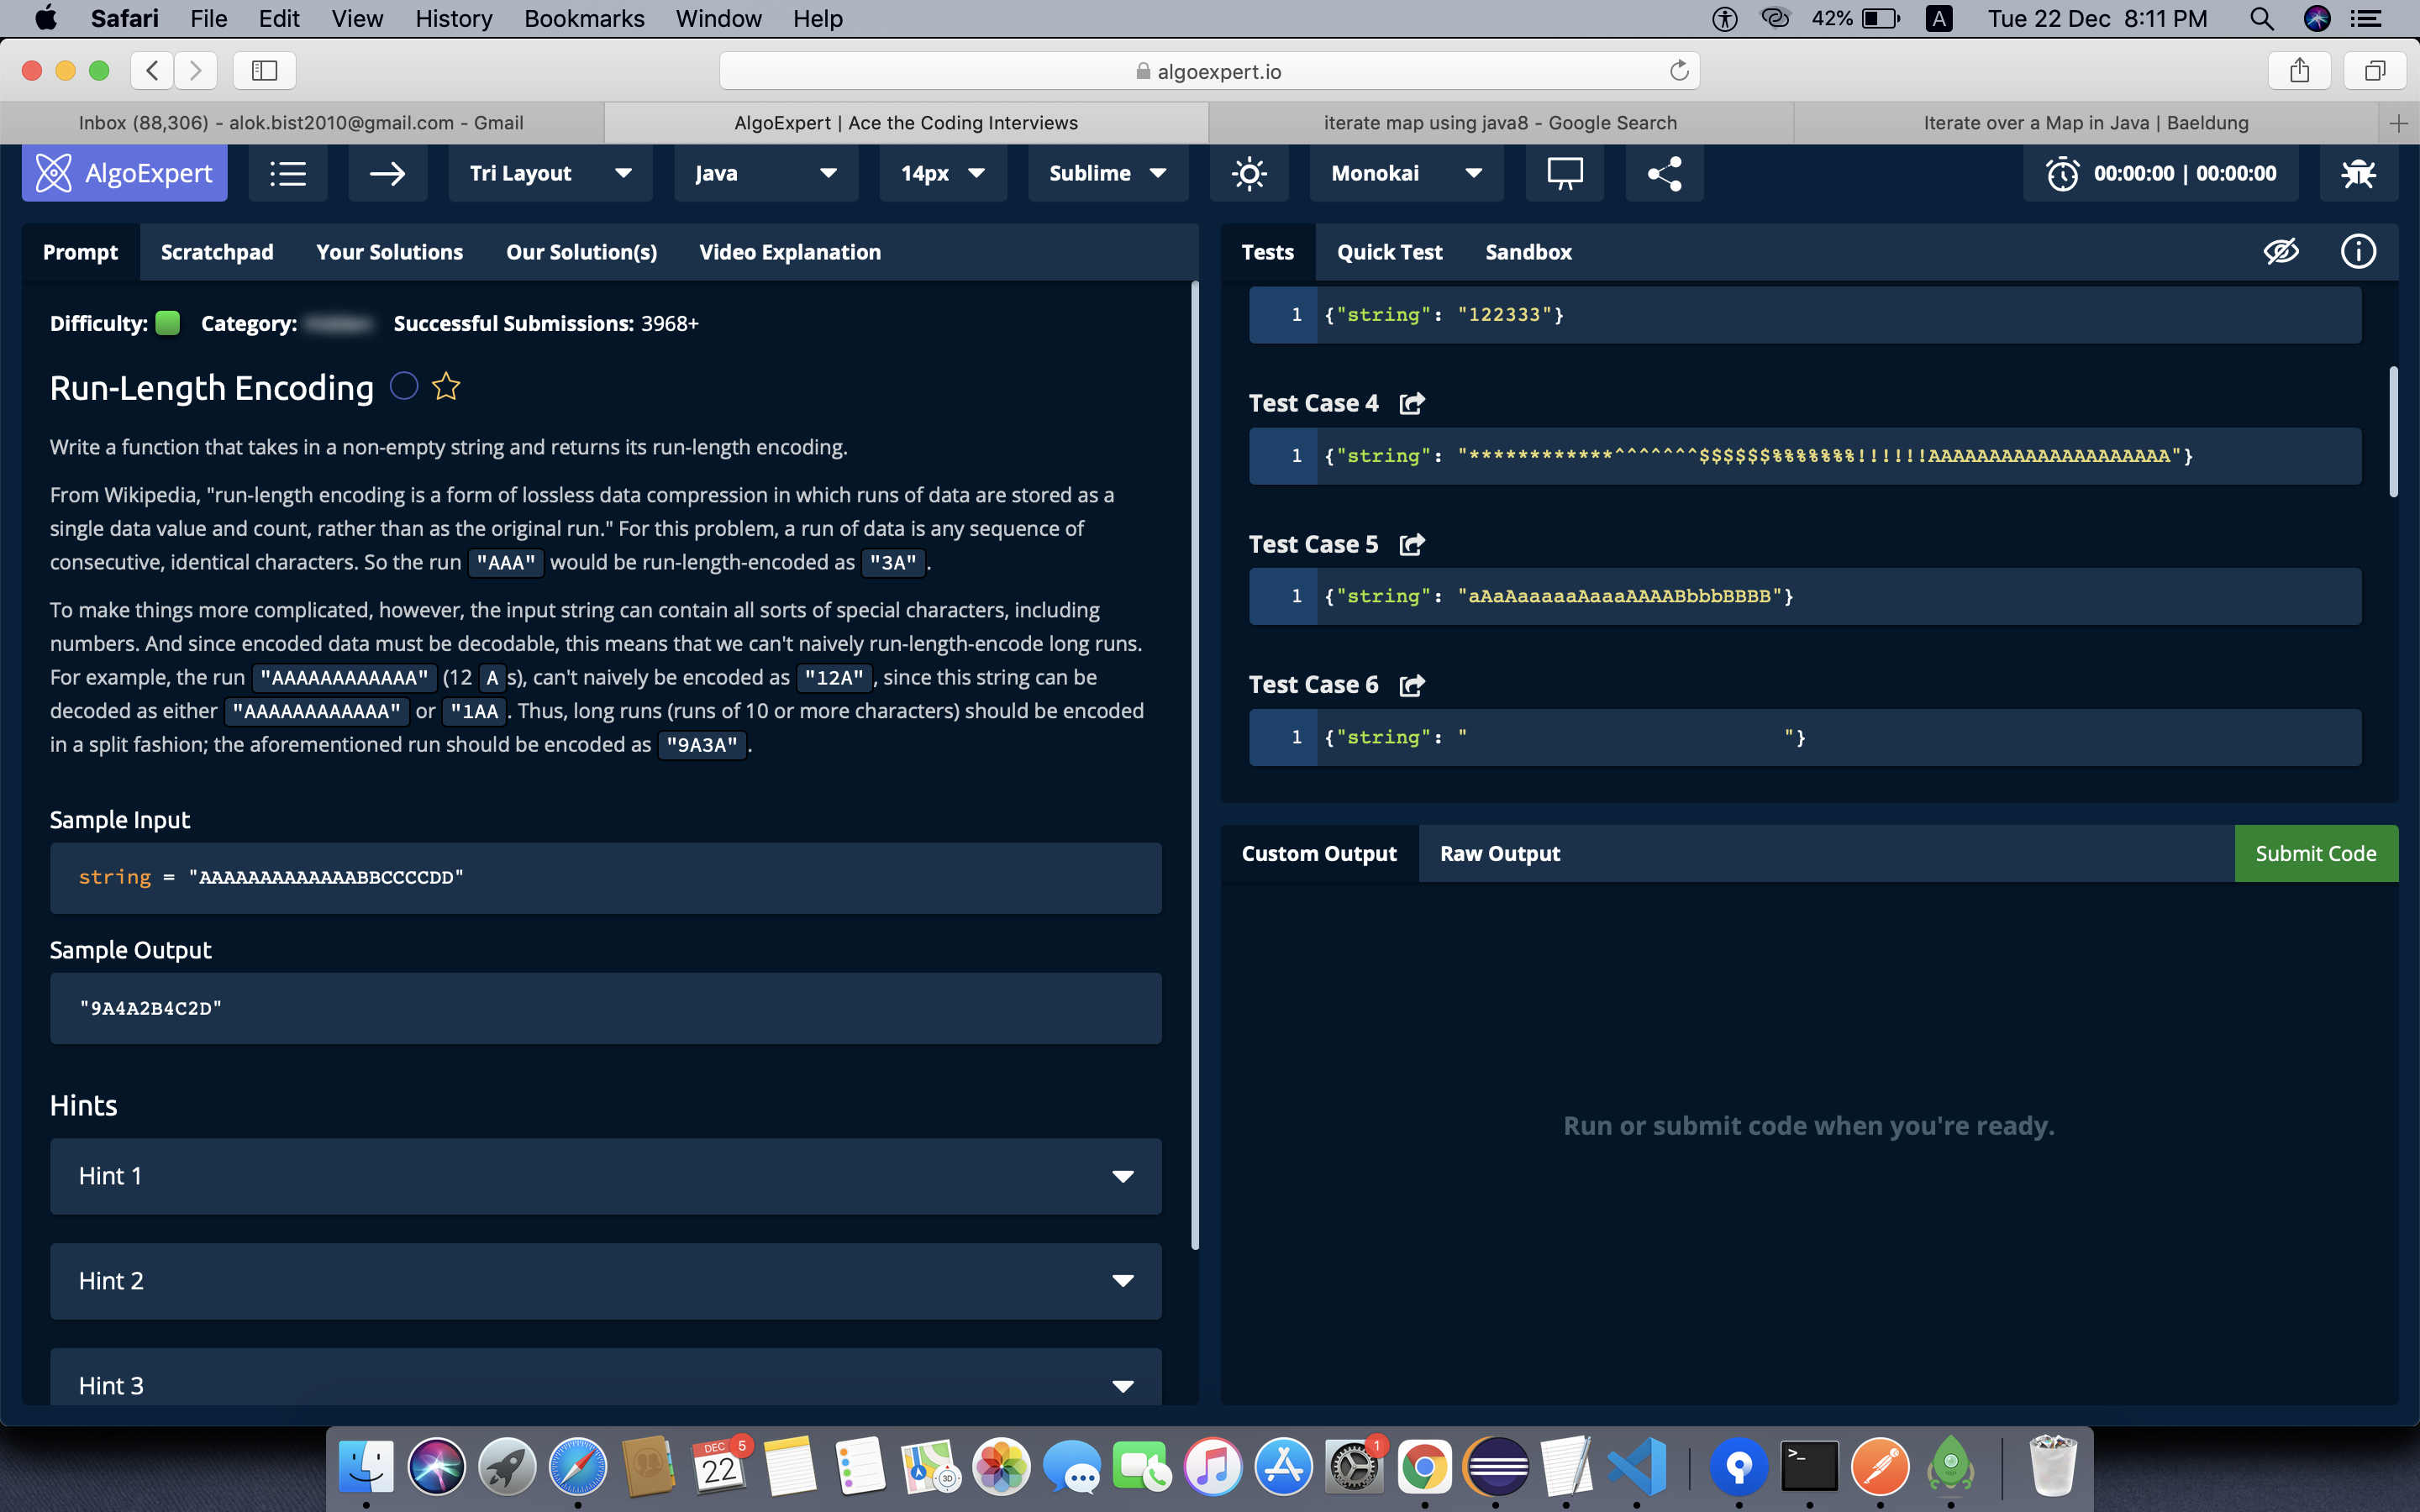 Safari File Edit View History Bookmarks Window Help 42% A Tue 22 Dec 8:11 PM
algoexpert.io
Inbox (88,306) - alok.bist2010@gmail.com - Gmail AlgoExpert | Ace the Coding Interviews iterate map using java8 - Google Search Iterate over a Map in Java | Baeldung
AlgoExpert Tri Layout Java 14px Sublime Monokai 00:00:00 | 00:00:00
Prompt Scratchpad Your Solutions Our Solution(s) Video Explanation
Difficulty: Category: Successful Submissions: 3968+
Run-Length Encoding
Write a function that takes in a non-empty string and returns its run-length encoding.
From Wikipedia, "run-length encoding is a form of lossless data compression in which runs of data are stored as a
single data value and count, rather than as the original run." For this problem, a run of data is any sequence of
consecutive, identical characters. So the run "AAA" would be run-length-encoded as "3A".
To make things more complicated, however, the input string can contain all sorts of special characters, including
numbers. And since encoded data must be decodable, this means that we can't naively run-length-encode long runs.
For example, the run "AAAAAAAAAAAA" (12 A s), can't naively be encoded as "12A", since this string can be
decoded as either "AAAAAAAAAAAA" or "1AA . Thus, long runs (runs of 10 or more characters) should be encoded
in a split fashion; the aforementioned run should be encoded as "9A3A".
Sample Input
string = "AAAAAAAAAAAAABBCCCCDD"
Sample Output
"9A4A2B4C2D"
Hints
Hint 1
Hint 2
Hint 3
Tests Quick Test Sandbox
1 {"string": "122333"}
Test Case 4
1 {"string": "************^^^^^^^$$$$$$%%%%%%%!!!!!!AAAAAAAAAAAAAAAAAAAA"}
Test Case 5
1 {"string": "aAaAaaaaaAaaaAAAABbbbBBBB"}
Test Case 6
1 {"string": "                          "}
Custom Output Raw Output Submit Code
Run or submit code when you're ready.
DEC 5
22
3D
1
>_